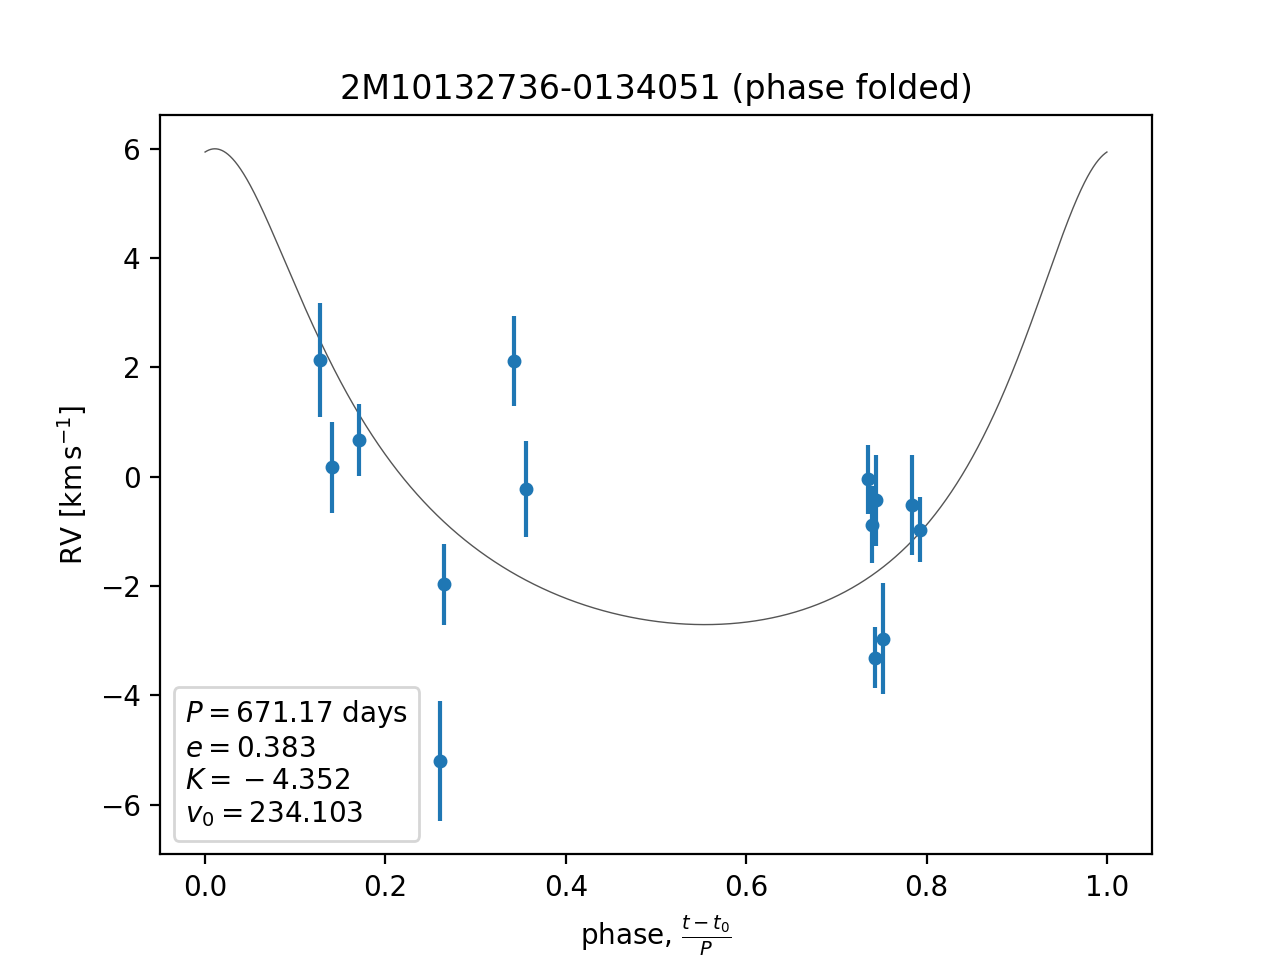 2M10132736-0134051 (phase folded)
RV [km s⁻¹]
6
4
2
0
−2
−4
−6
P = 671.17 days
e = 0.383
K = −4.352
v₀ = 234.103
0.0 0.2 0.4 0.6 0.8 1.0
phase, (t − t₀)/P